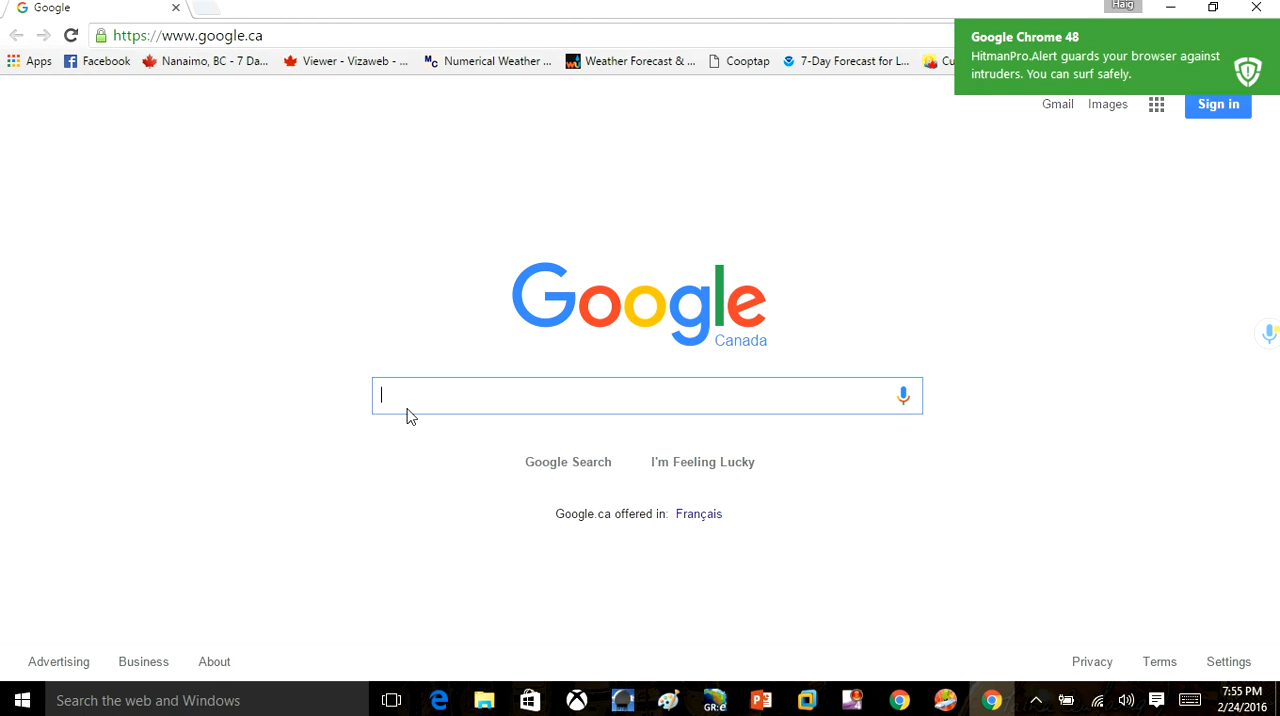 Google
Haig
https://www.google.ca
Apps
Facebook
Nanaimo, BC - 7 Da...
Viewer - Vizaweb - ...
Numerical Weather ...
Weather Forecast & ...
Cooptap
7-Day Forecast for L...
Cu
Google Chrome 48
HitmanPro.Alert guards your browser against
intruders. You can surf safely.
Gmail
Images
Sign in
Google
Canada
Google Search
I'm Feeling Lucky
Google.ca offered in: Français
Advertising
Business
About
Privacy
Terms
Settings
Search the web and Windows
GR:e
7:55 PM
2/24/2016